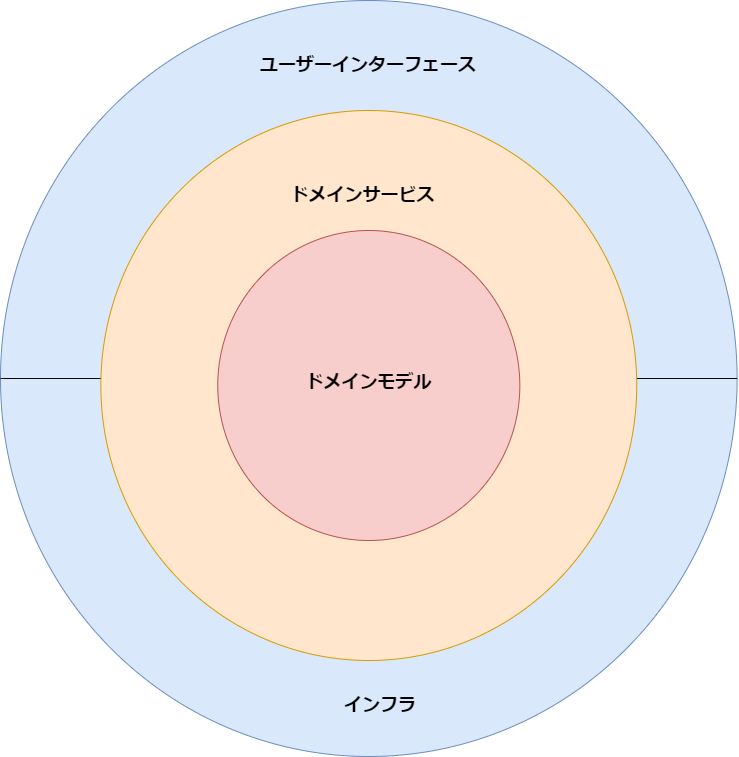 ユーザーインターフェース
ドメインサービス
ドメインモデル
インフラ